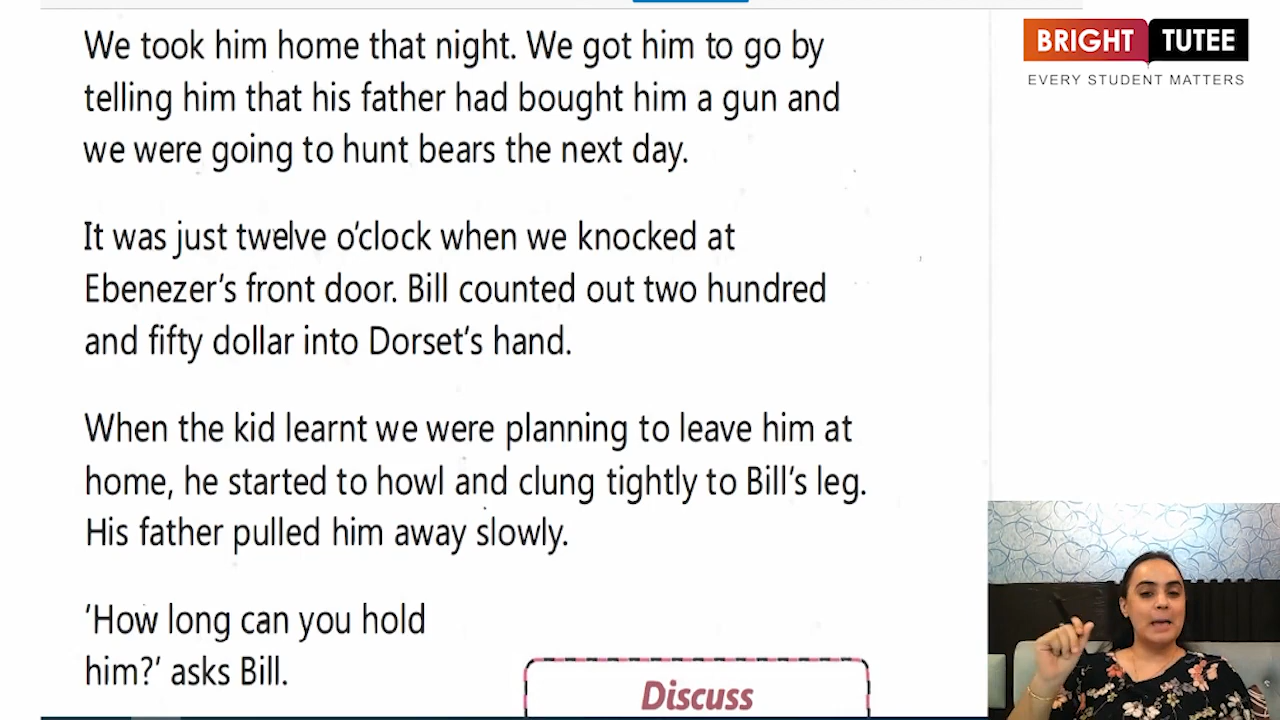 We took him home that night. We got him to go by
telling him that his father had bought him a gun and
we were going to hunt bears the next day.
It was just twelve o'clock when we knocked at
Ebenezer's front door. Bill counted out two hundred
and fifty dollar into Dorset's hand.
When the kid learnt we were planning to leave him at
home, he started to howl and clung tightly to Bill's leg.
His father pulled him away slowly.
'How long can you hold
him?' asks Bill.
Discuss
BRIGHT TUTEE
EVERY STUDENT MATTERS